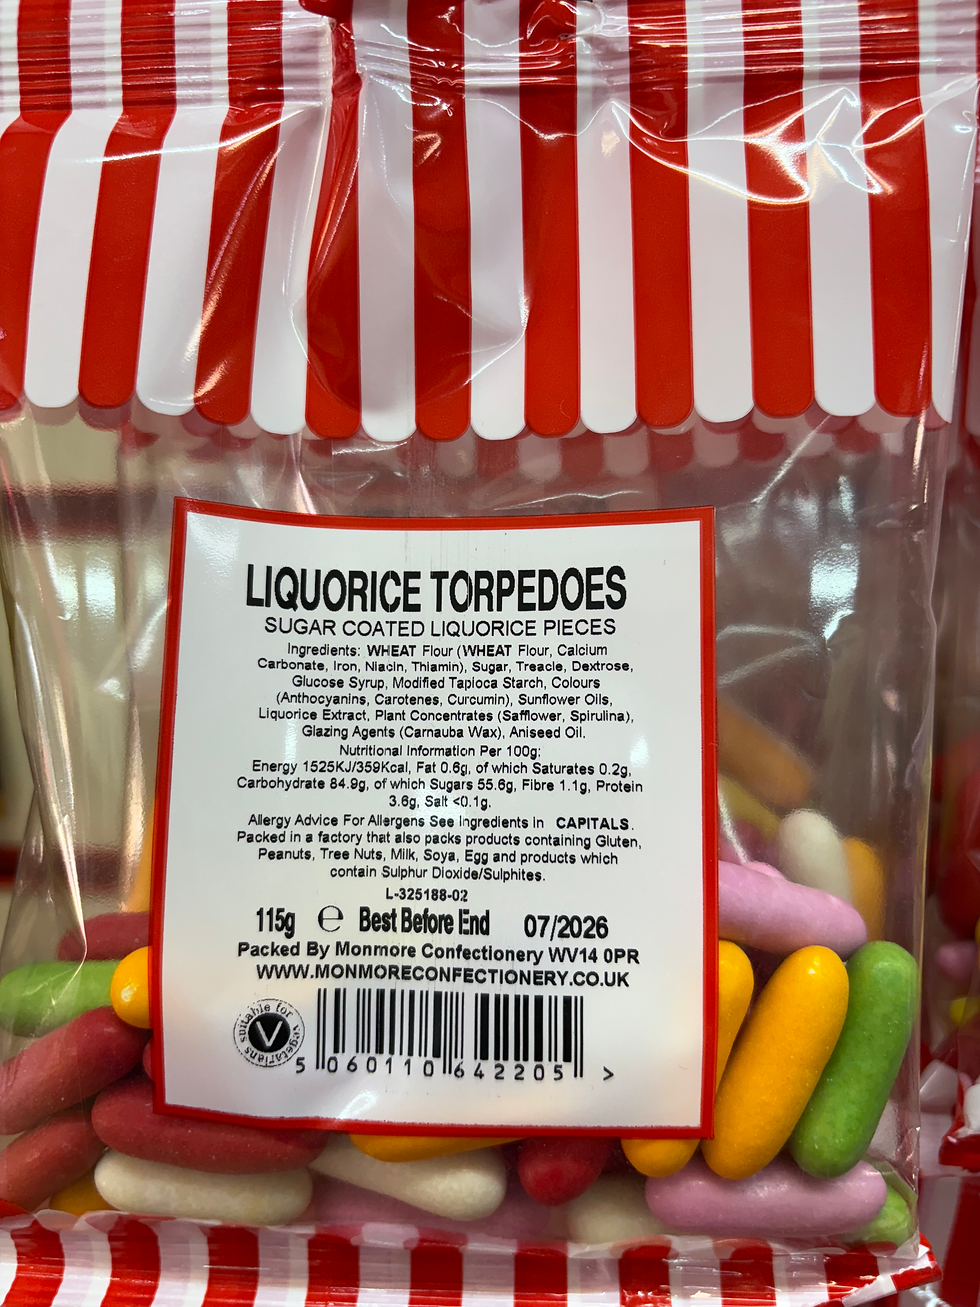 LIQUORICE TORPEDOES
SUGAR COATED LIQUORICE PIECES
Ingredients: WHEAT Flour (WHEAT Flour, Calcium
Carbonate, Iron, Niacin, Thiamin), Sugar, Treacle, Dextrose,
Glucose Syrup, Modified Tapioca Starch, Colours
(Anthocyanins, Carotenes, Curcumin), Sunflower Oils,
Liquorice Extract, Plant Concentrates (Safflower, Spirulina),
Glazing Agents (Carnauba Wax), Aniseed Oil.
Nutritional Information Per 100g:
Energy 1525KJ/359Kcal, Fat 0.6g, of which Saturates 0.2g,
Carbohydrate 84.9g, of which Sugars 55.6g, Fibre 1.1g, Protein
3.6g, Salt <0.1g.
Allergy Advice For Allergens See Ingredients in CAPITALS.
Packed in a factory that also packs products containing Gluten,
Peanuts, Tree Nuts, Milk, Soya, Egg and products which
contain Sulphur Dioxide/Sulphites.
L-325188-02
115g ℮ Best Before End 07/2026
Packed By Monmore Confectionery WV14 0PR
WWW.MONMORECONFECTIONERY.CO.UK
suitable for vegetarians
V
5 060110 642205 >